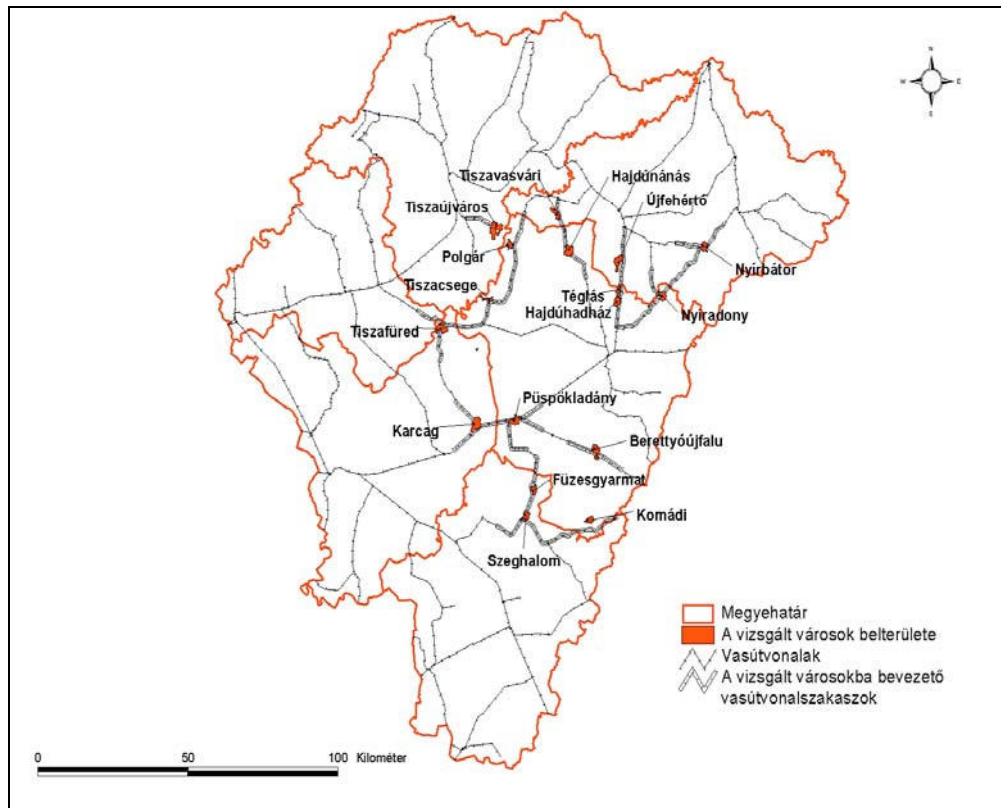 N
W
E
S
Tiszavasvári
Hajdúnánás
Tiszaújváros
Újfehértó
Polgár
Nyírbátor
Tiszacsege
Téglás
Hajdúhadház
Nyíradony
Tiszafüred
Püspökladány
Karcag
Berettyóújfalu
Füzesgyarmat
Komádi
Szeghalom
Megyehatár
A vizsgált városok belterülete
Vasútvonalak
A vizsgált városokba bevezető
vasútvonalszakaszok
0 50 100 Kilométer